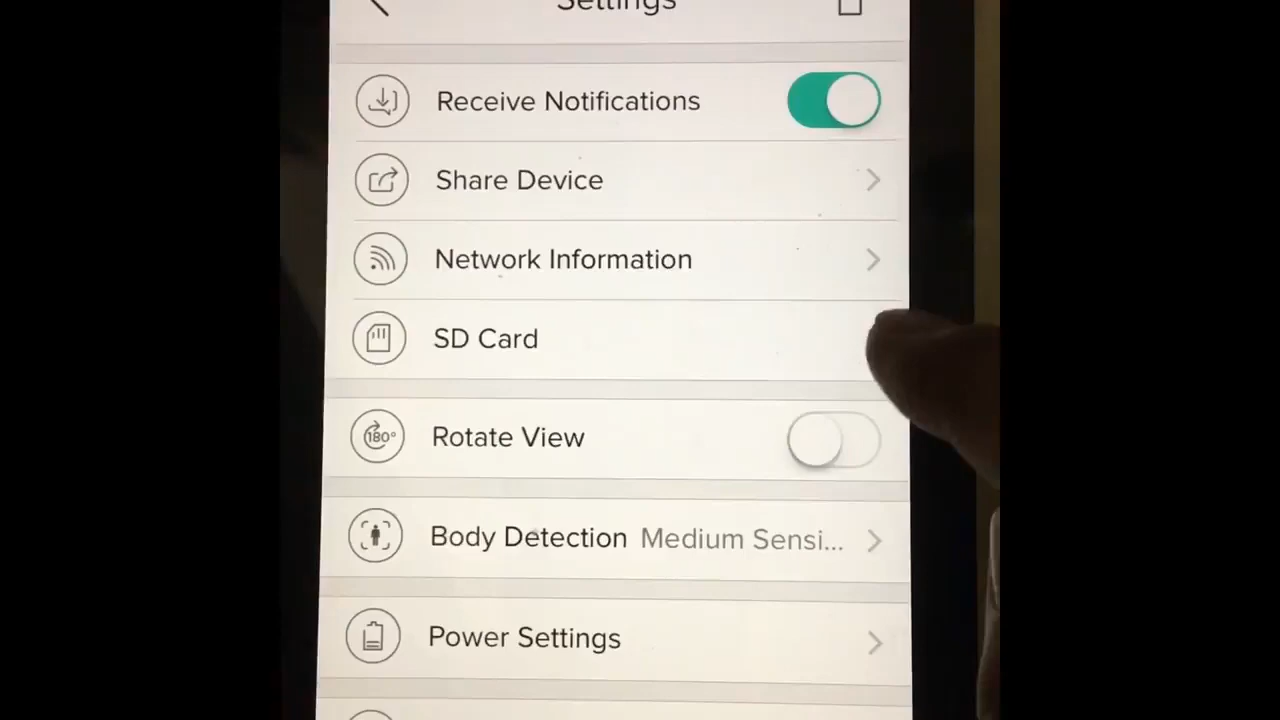 Settings
Receive Notifications
Share Device
Network Information
SD Card
180°
Rotate View
Body Detection Medium Sensi...
Power Settings